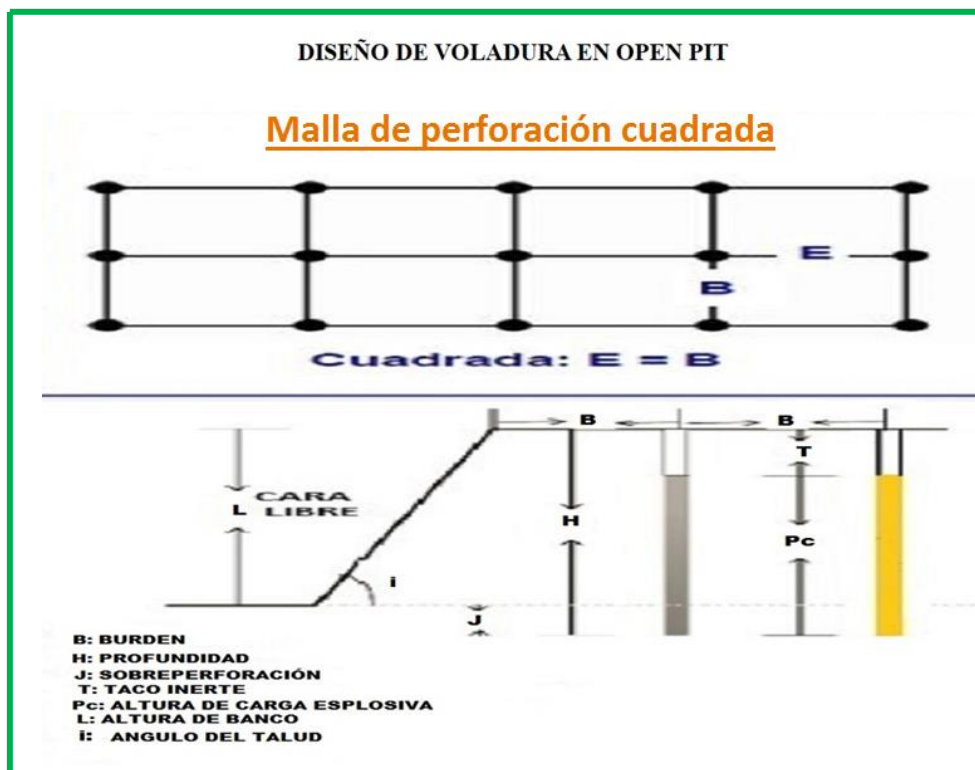 DISEÑO DE VOLADURA EN OPEN PIT
Malla de perforación cuadrada
E
B
Cuadrada: E = B
B
B
T
CARA
L LIBRE
H
Pc
i
J
B: BURDEN
H: PROFUNDIDAD
J: SOBREPERFORACIÓN
T: TACO INERTE
Pc: ALTURA DE CARGA ESPLOSIVA
L: ALTURA DE BANCO
i: ANGULO DEL TALUD